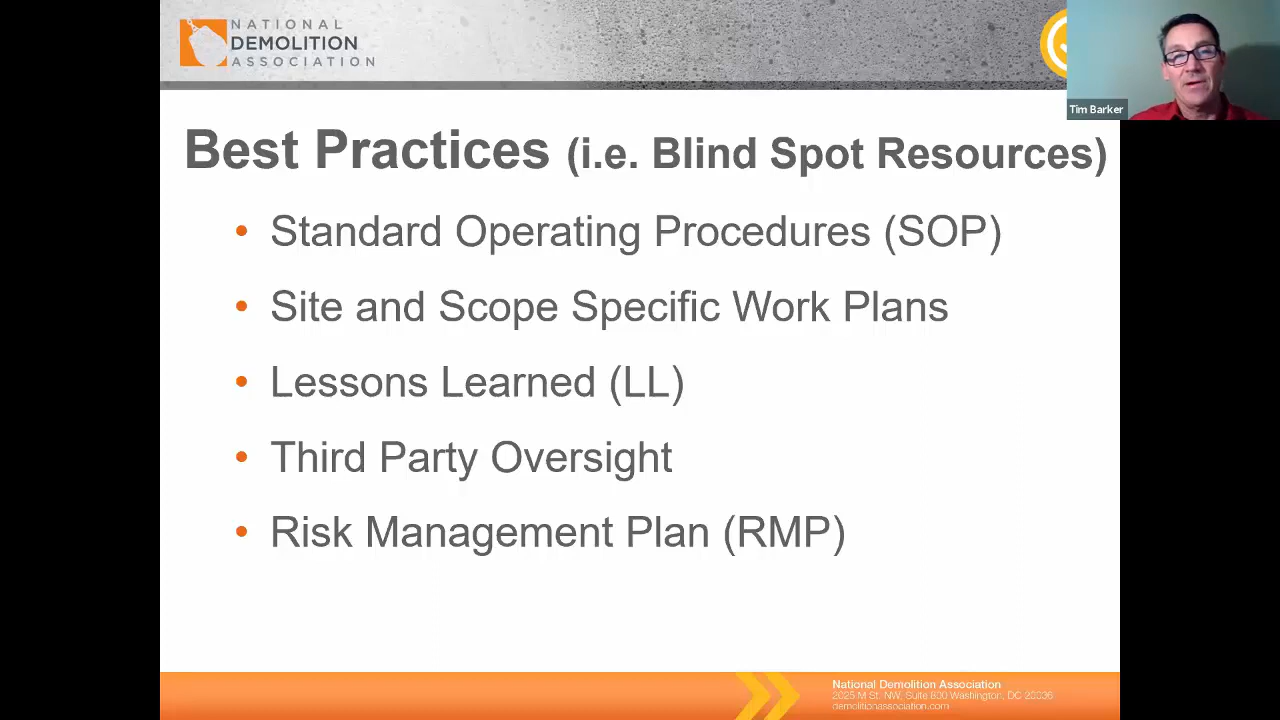 NATIONAL
DEMOLITION
ASSOCIATION
Tim Barker
Best Practices (i.e. Blind Spot Resources)
• Standard Operating Procedures (SOP)
• Site and Scope Specific Work Plans
• Lessons Learned (LL)
• Third Party Oversight
• Risk Management Plan (RMP)
National Demolition Association
2025 M St. NW, Suite 800 Washington, DC 20036
demolitionassociation.com